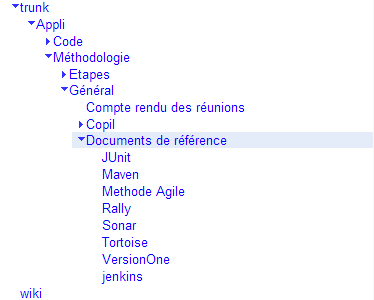 trunk
Appli
Code
Méthodologie
Etapes
Général
Compte rendu des réunions
Copil
Documents de référence
JUnit
Maven
Methode Agile
Rally
Sonar
Tortoise
VersionOne
jenkins
wiki